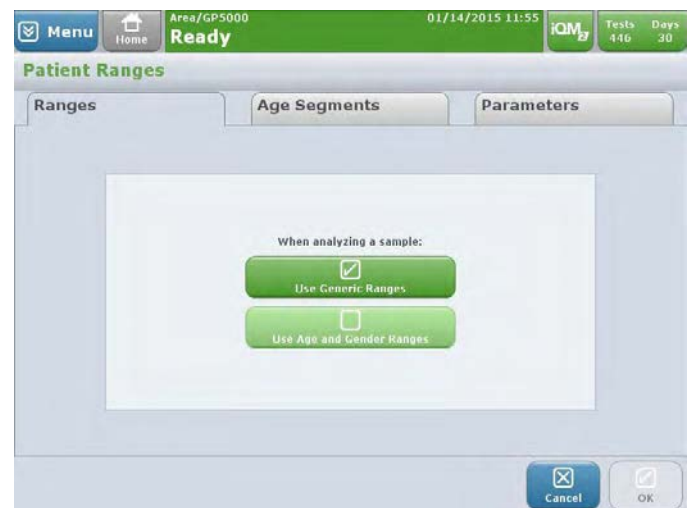 Menu
Home
Area/GP5000 01/14/2015 11:55
Ready
iQM2
Tests Days
446 30
Patient Ranges
Ranges Age Segments Parameters
When analyzing a sample:
Use Generic Ranges
Use Age and Gender Ranges
Cancel OK